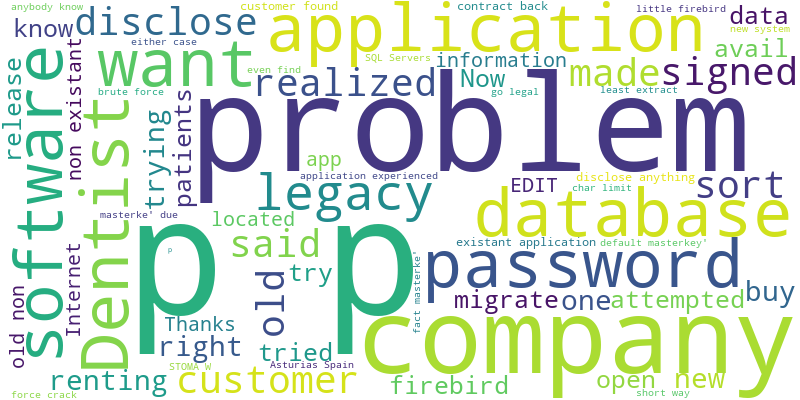 anybody know
customer found
contract back
little firebird
data
new system
know
disclose
application
either case
SQL Servers
information
avail
want
even find
realized
Now
made
signed
release
software
non existant
Dentist
brute force
trying
patients
problem
go legal
least extract
app
application experienced
legacy
EDIT
disclose anything
char limit
sort
masterke' due
located
database
p p
p
said
existant application
default masterkey'
password
old non
Internet
old
try
fact masterke'
migrate
one
attempted
buy
Thanks
right
tried
company
STOMA W
Asturias Spain
renting
customer
firebird
open
new
force crack
short way